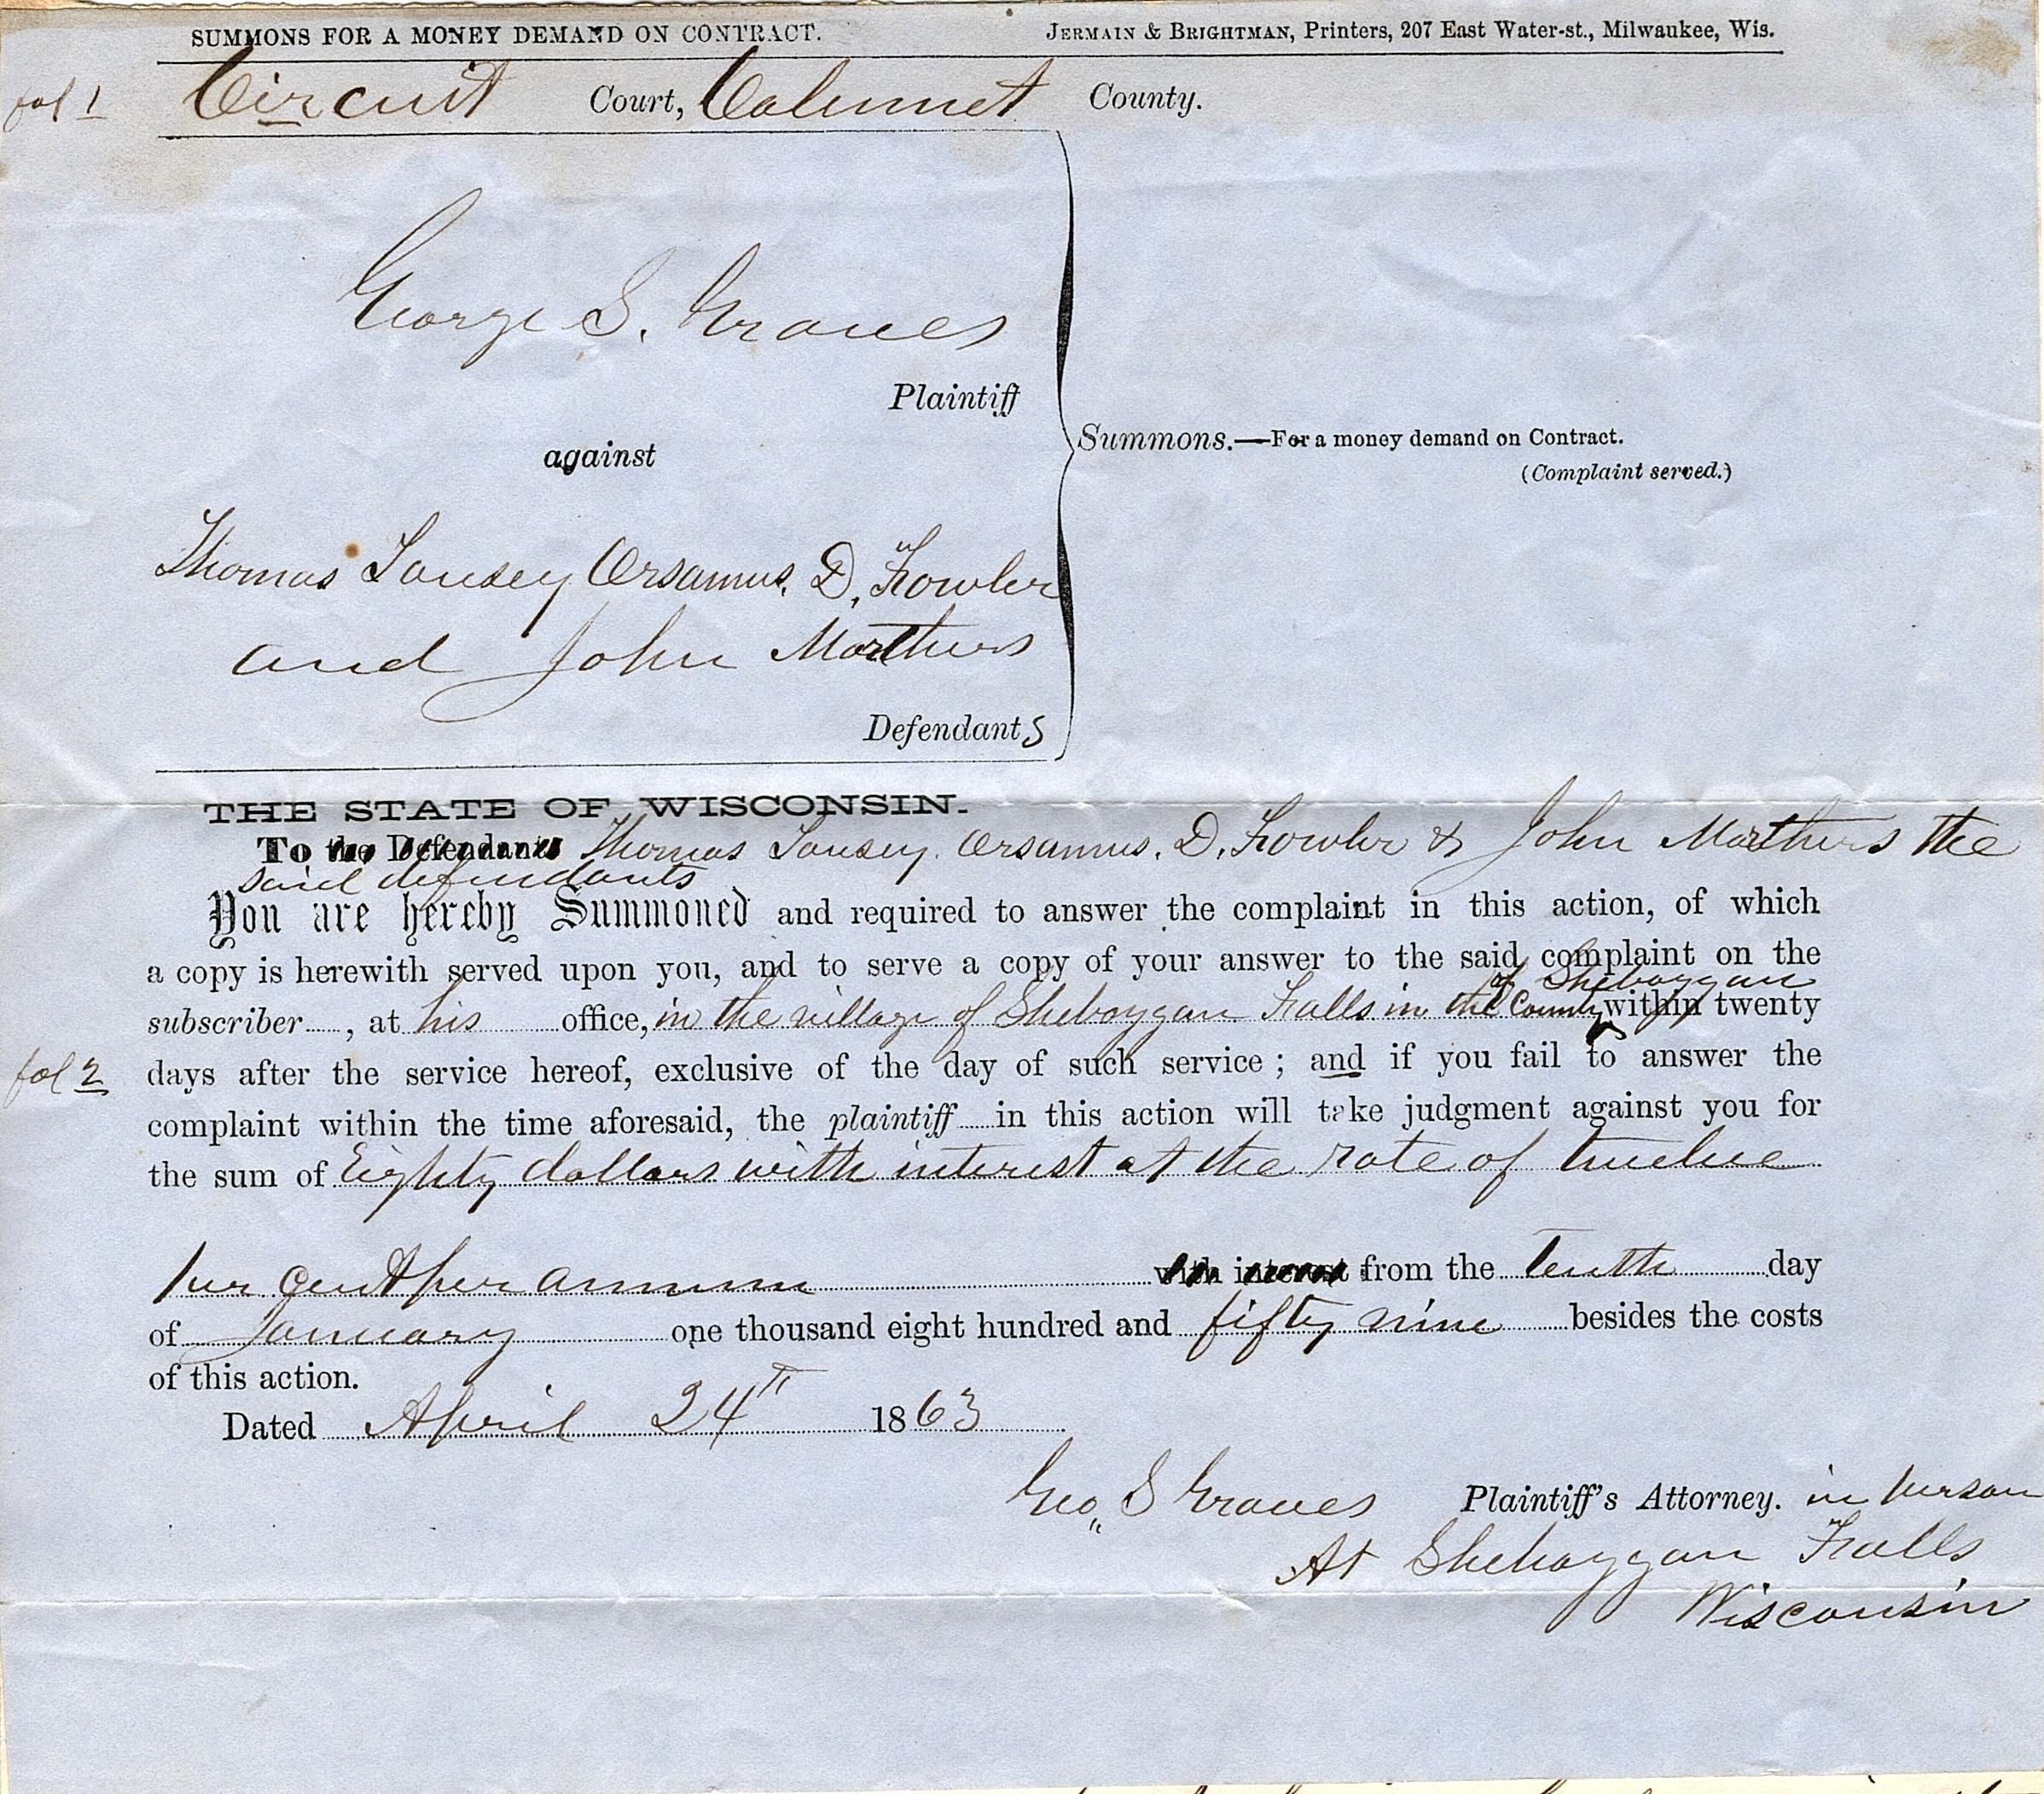 SUMMONS FOR A MONEY DEMAND ON CONTRACT. JERMAIN & BRIGHTMAN, Printers, 207 East Water-st., Milwaukee, Wis.
fol 1 Circuit Court, Calumet County.
George S. Graves
Plaintiff
against
Summons.—For a money demand on Contract.
(Complaint served.)
Thomas Tousey Orsamus. D. Fowler
and John Mathers
Defendants
THE STATE OF WISCONSIN.
To the Defendants Thomas Tousey. Orsamus. D. Fowler & John Mathers the
said defendants
You are hereby Summoned and required to answer the complaint in this action, of which
a copy is herewith served upon you, and to serve a copy of your answer to the said complaint on the
of Sheboygan
subscriber , at his office, in the village of Sheboygan Falls in the County within twenty
fol 2 days after the service hereof, exclusive of the day of such service ; and if you fail to answer the
complaint within the time aforesaid, the plaintiff in this action will take judgment against you for
the sum of Eighty dollars with interest at the rate of twelve
per cent per annum with interest from the tenth day
of January one thousand eight hundred and fifty nine besides the costs
of this action.
Dated April 24th 1863
Geo,, S Graves Plaintiff's Attorney. in person
At Sheboygan Falls
Wisconsin